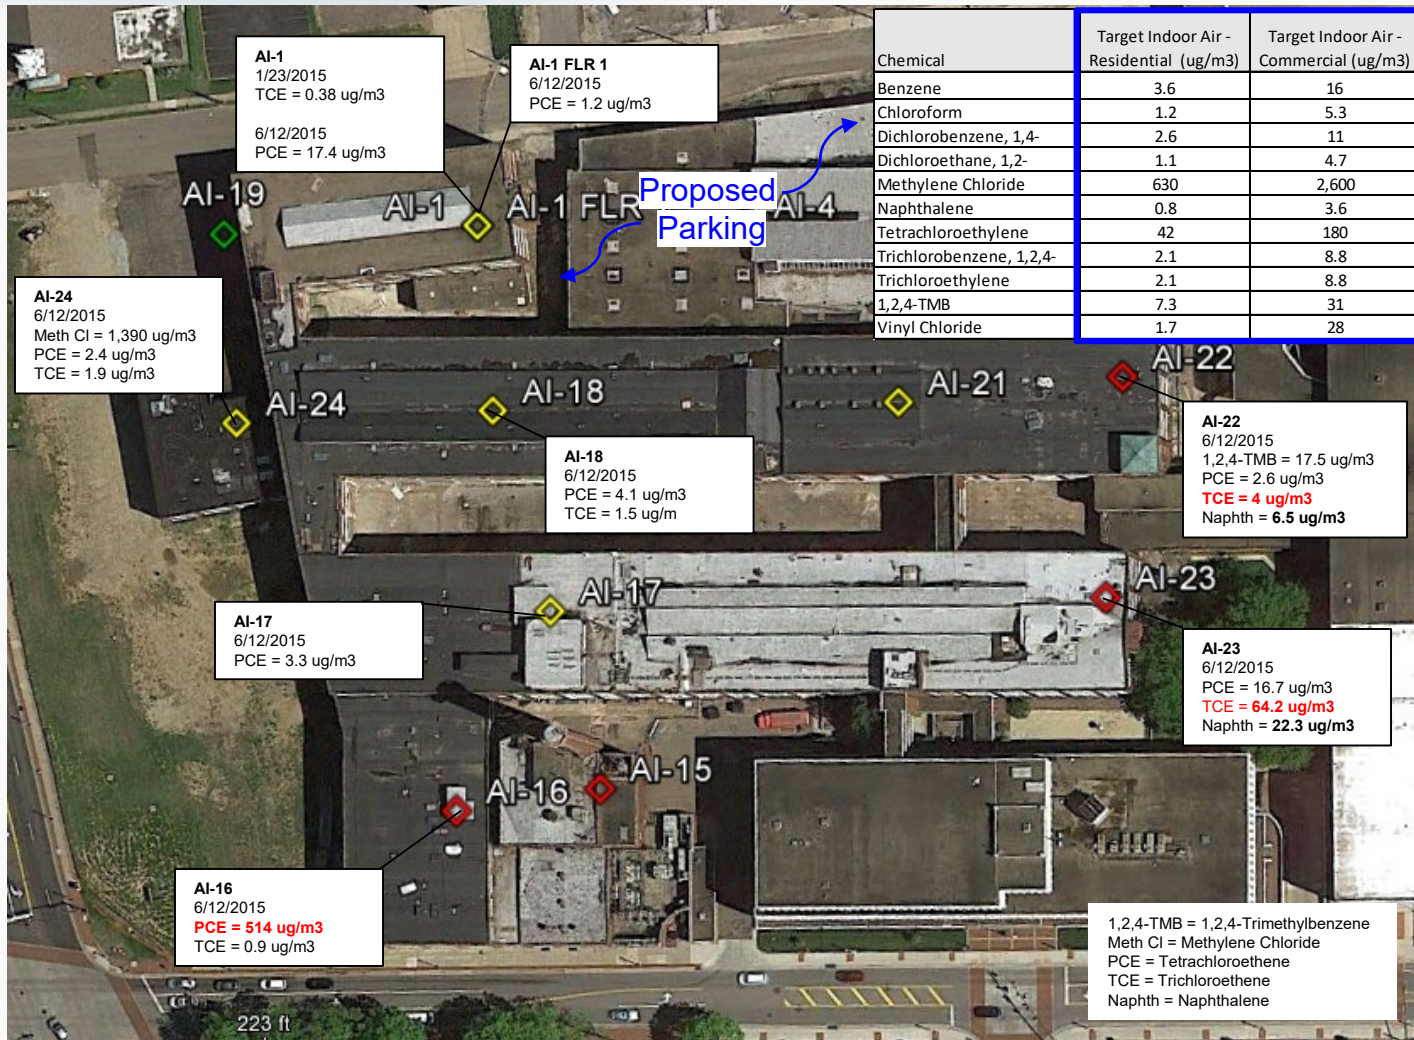 AI-1
1/23/2015
TCE = 0.38 ug/m3
6/12/2015
PCE = 17.4 ug/m3
AI-1 FLR 1
6/12/2015
PCE = 1.2 ug/m3
Chemical
Target Indoor Air -
Residential (ug/m3)
Target Indoor Air -
Commercial (ug/m3)
Benzene 3.6 16
Chloroform 1.2 5.3
Dichlorobenzene, 1,4- 2.6 11
Dichloroethane, 1,2- 1.1 4.7
Methylene Chloride 630 2,600
Naphthalene 0.8 3.6
Tetrachloroethylene 42 180
Trichlorobenzene, 1,2,4- 2.1 8.8
Trichloroethylene 2.1 8.8
1,2,4-TMB 7.3 31
Vinyl Chloride 1.7 28
AI-19
AI-1
AI-1 FLR
Proposed
Parking
AI-4
AI-24
6/12/2015
Meth Cl = 1,390 ug/m3
PCE = 2.4 ug/m3
TCE = 1.9 ug/m3
AI-24
AI-18
AI-21
AI-22
AI-18
6/12/2015
PCE = 4.1 ug/m3
TCE = 1.5 ug/m
AI-22
6/12/2015
1,2,4-TMB = 17.5 ug/m3
PCE = 2.6 ug/m3
TCE = 4 ug/m3
Naphth = 6.5 ug/m3
AI-17
AI-23
AI-17
6/12/2015
PCE = 3.3 ug/m3
AI-23
6/12/2015
PCE = 16.7 ug/m3
TCE = 64.2 ug/m3
Naphth = 22.3 ug/m3
AI-16
AI-15
AI-16
6/12/2015
PCE = 514 ug/m3
TCE = 0.9 ug/m3
1,2,4-TMB = 1,2,4-Trimethylbenzene
Meth Cl = Methylene Chloride
PCE = Tetrachloroethene
TCE = Trichloroethene
Naphth = Naphthalene
223 ft